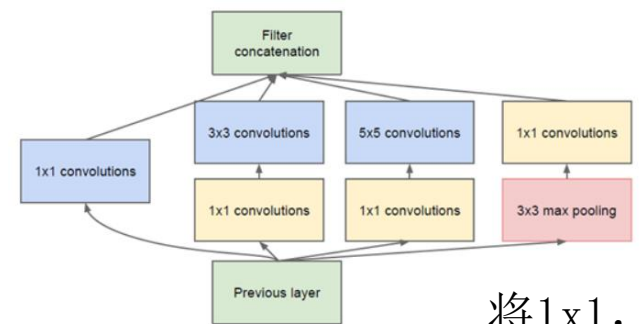 Filter
concatenation
3x3 convolutions
5x5 convolutions
1x1 convolutions
1x1 convolutions
1x1 convolutions
1x1 convolutions
3x3 max pooling
Previous layer
将1x1，